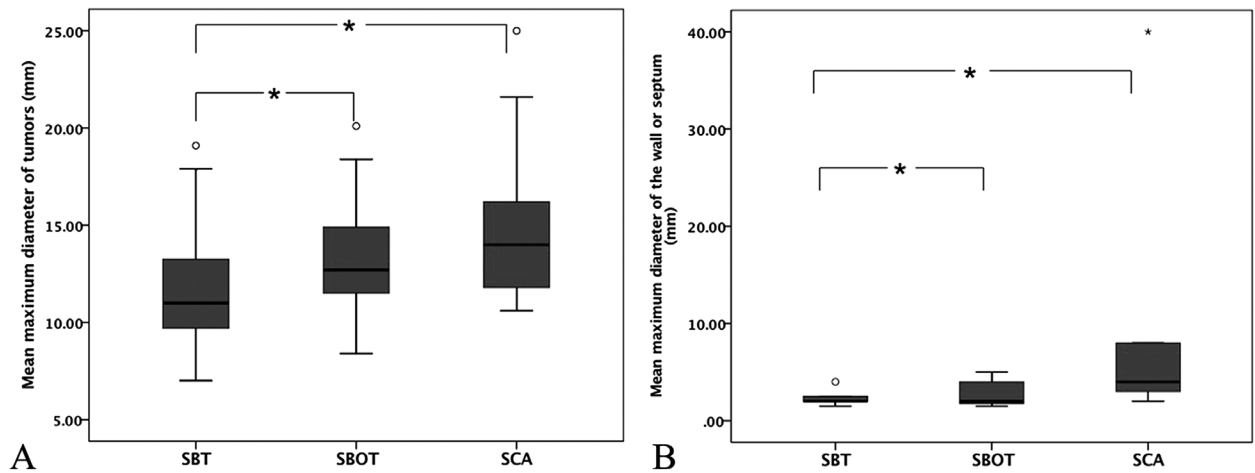 Mean maximum diameter of tumors (mm)
25.00
20.00
15.00
10.00
5.00
*
*
SBT SBOT SCA
A
Mean maximum diameter of the wall or septum
(mm)
40.00
30.00
20.00
10.00
.00
*
*
*
SBT SBOT SCA
B